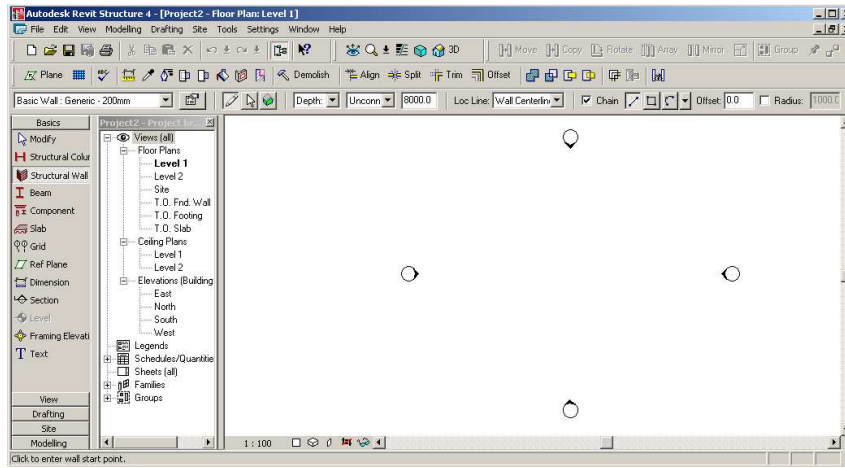 Autodesk Revit Structure 4 - [Project2 - Floor Plan: Level 1]
File Edit View Modelling Drafting Site Tools Settings Window Help
3D Move Copy Rotate Array Mirror Group
Plane Demolish Align Split Trim Offset
Basic Wall : Generic - 200mm Depth: Unconn 8000.0 Loc Line: Wall Centerlin Chain Offset: 0.0 Radius: 1000.0
Basics
Modify
Structural Colur
Structural Wall
Beam
Component
Slab
Grid
Ref Plane
Dimension
Section
Level
Framing Elevati
Text
View
Drafting
Site
Modelling
Project2 - Project br...
Views (all)
Floor Plans
Level 1
Level 2
Site
T.O. Fnd. Wall
T.O. Footing
T.O. Slab
Ceiling Plans
Level 1
Level 2
Elevations (Building
East
North
South
West
Legends
Schedules/Quantitie
Sheets (all)
Families
Groups
1 : 100
Click to enter wall start point.